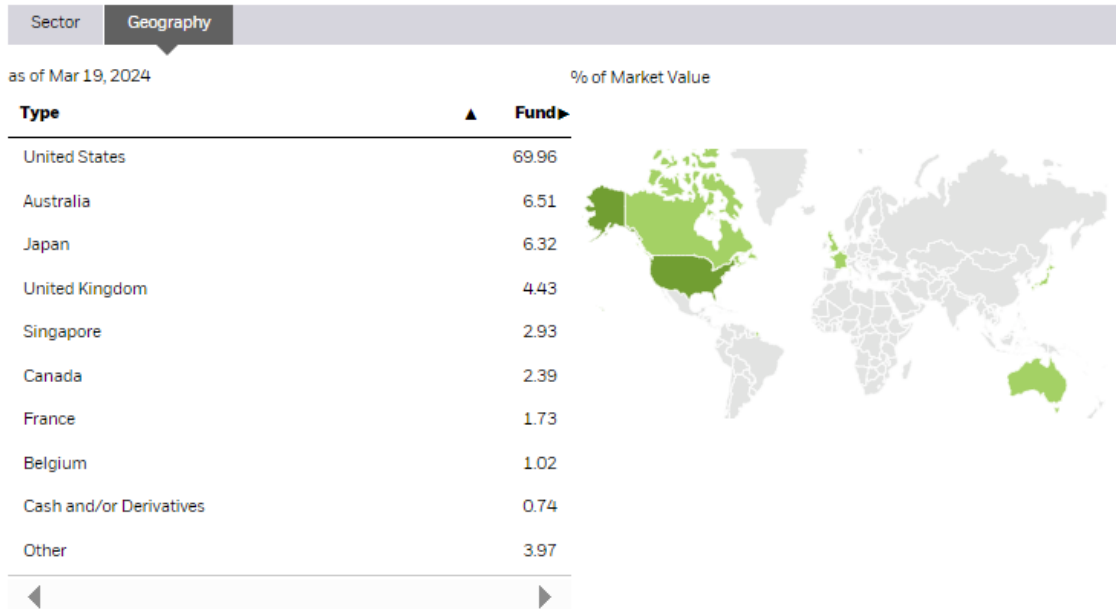 Sector Geography
as of Mar 19, 2024
% of Market Value
Type ▲ Fund▶
United States 69.96
Australia 6.51
Japan 6.32
United Kingdom 4.43
Singapore 2.93
Canada 2.39
France 1.73
Belgium 1.02
Cash and/or Derivatives 0.74
Other 3.97